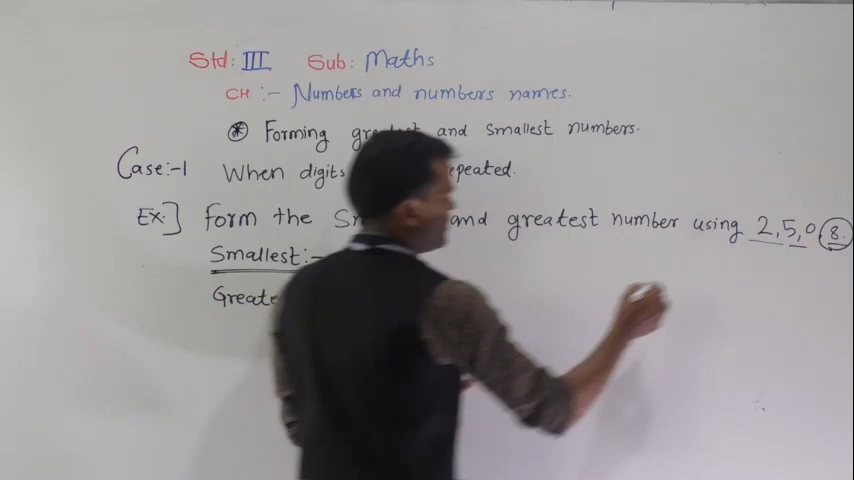 Std: III Sub: Maths
CH :- Numbers and numbers names.
* Forming and smallest numbers.
Case:-1 When digits epeated.
Ex.] form the and greatest number using 2,5,0,8.
Smallest:-
Greate